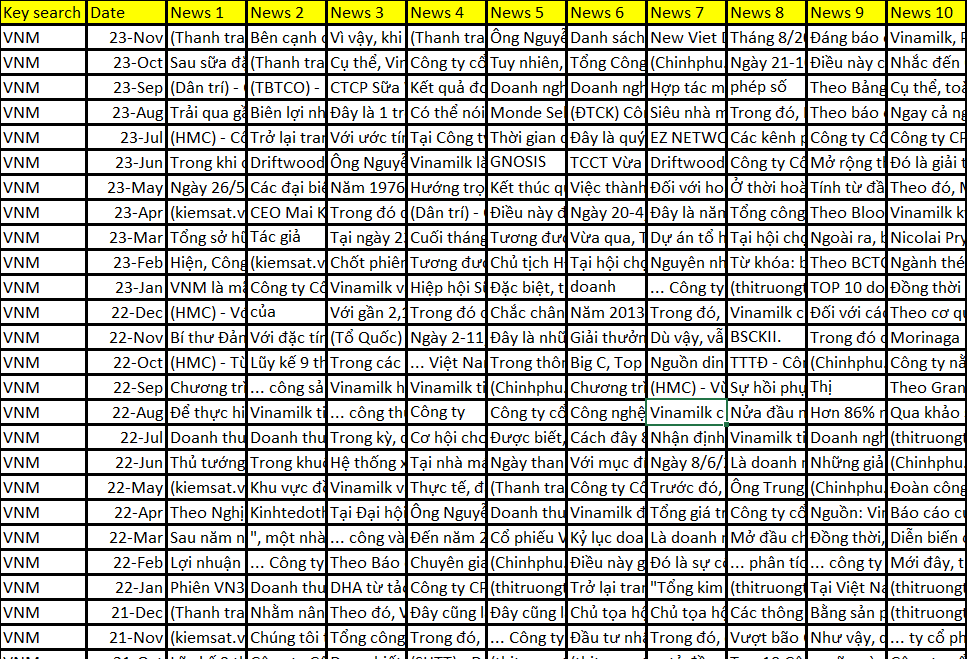 Key search Date News 1 News 2 News 3 News 4 News 5 News 6 News 7 News 8 News 9 News 10
VNM 23-Nov (Thanh tra Bên cạnh Vì vậy, khi (Thanh tra Ông Nguyễ Danh sách New Viet Tháng 8/20 Đáng báo Vinamilk,
VNM 23-Oct Sau sữa đặ (Thanh tra Cụ thể, Vin Công ty cổ Tuy nhiên, Tổng Công (Chinhphu. Ngày 21-1 Điều này c Nhắc đến
VNM 23-Sep (Dân trí) - (TBTCO) - CTCP Sữa Kết quả đo Doanh ngh Doanh ngh Hợp tác m phép số Theo Bảng Cụ thể, toà
VNM 23-Aug Trải qua gầ Biên lợi nh Đây là 1 tr Có thể nói Monde Sel (ĐTCK) Côn Siêu nhà m Trong đó, Theo báo Ngay cả ng
VNM 23-Jul (HMC) - Cô Trở lại tran Với ước tín Tại Công ty Thời gian Đây là quý EZ NETWO Các kênh p Công ty Cổ Công ty CP
VNM 23-Jun Trong khi Driftwood Ông Nguyễ Vinamilk là GNOSIS TCCT Vừa Driftwood Công ty Cổ Mở rộng th Đó là giải t
VNM 23-May Ngày 26/5 Các đại biể Năm 1976 Hướng trọ Kết thúc qu Việc thành Đối với ho Ở thời hoà Tính từ đầ Theo đó, M
VNM 23-Apr (kiemsat.v CEO Mai K Trong đó (Dân trí) - Điều này đ Ngày 20-4 Đây là năm Tổng công Theo Bloo Vinamilk k
VNM 23-Mar Tổng sở hữ Tác giả Tại ngày 2 Cuối tháng Tương đươ Vừa qua, T Dự án tổ h Tại hội chợ Ngoài ra, Nicolai Pry
VNM 23-Feb Hiện, Công (kiemsat.v Chốt phiên Tương đươ Chủ tịch H Tại hội chợ Nguyên nh Từ khóa: b Theo BCTC Ngành thé
VNM 23-Jan VNM là mã Công ty Cổ Vinamilk v Hiệp hội Sữ Đặc biệt, t doanh ... Công ty (thitruongt TOP 10 do Đồng thời
VNM 22-Dec (HMC) - Vớ của Với gần 2,1 Trong đó Chắc chắn Năm 2013 Trong đó, Vinamilk c Đối với các Theo cơ qu
VNM 22-Nov Bí thư Đản Với đặc tín (Tổ Quốc) Ngày 2-11 Đây là nhữ Giải thưởn Dù vậy, vẫ BSCKII. Trong đó Morinaga
VNM 22-Oct (HMC) - Từ Lũy kế 9 th Trong các ... Việt Nam Trong thôn Big C, Top Nguồn din TTTĐ - Côn (Chinhphu. Công ty nằ
VNM 22-Sep Chương trì ... công sả Vinamilk h Vinamilk ti (Chinhphu. Chương trì (HMC) - Vừ Sự hồi phụ Thị Theo Gran
VNM 22-Aug Để thực hi Vinamilk ti ... công thứ Công ty Công ty cổ Công nghệ Vinamilk c Nửa đầu n Hơn 86% n Qua khảo
VNM 22-Jul Doanh thu Doanh thu Trong kỳ, Cơ hội cho Được biết, Cách đây 8 Nhận định Vinamilk ti Doanh ngh (thitruongt
VNM 22-Jun Thủ tướng Trong khuô Hệ thống x Tại nhà má Ngày than Với mục đí Ngày 8/6/ Là doanh n Những giả (Chinhphu.
VNM 22-May (kiemsat.v Khu vực đồ Vinamilk v Thực tế, đ (Thanh tra Công ty Cổ Trước đó, Ông Trung (Chinhphu. Đoàn công
VNM 22-Apr Theo Nghị Kinhtedoth Tại Đại hội Ông Nguyễ Doanh thu Vinamilk đ Tổng giá tr Công ty cổ Nguồn: Vin Báo cáo cu
VNM 22-Mar Sau năm n ", một nhà ... công và Đến năm 2 Cổ phiếu V Kỷ lục doa Là doanh n Mở đầu ch Đồng thời, Diễn biến
VNM 22-Feb Lợi nhuận ... Công ty Theo Báo Chuyên gia (Chinhphu. Điều này g Đó là sự c ... phân tíc ... công ty Mới đây, t
VNM 22-Jan Phiên VN3 Doanh thu DHA từ tảo Công ty CP (thitruongt Trở lại tran "Tổng kim (thitruongt Tại Việt Na (thitruongt
VNM 21-Dec (Thanh tra Nhằm nân Theo đó, V Đây cũng l Đây cũng l Chủ tọa hộ Chủ tọa hộ Các thông Bằng sản p (thitruongt
VNM 21-Nov (kiemsat.v Chúng tôi Tổng công Trong đó, ... Công ty Đầu tư nhà Trong đó, Vượt bão Như vậy, ... ty cổ ph